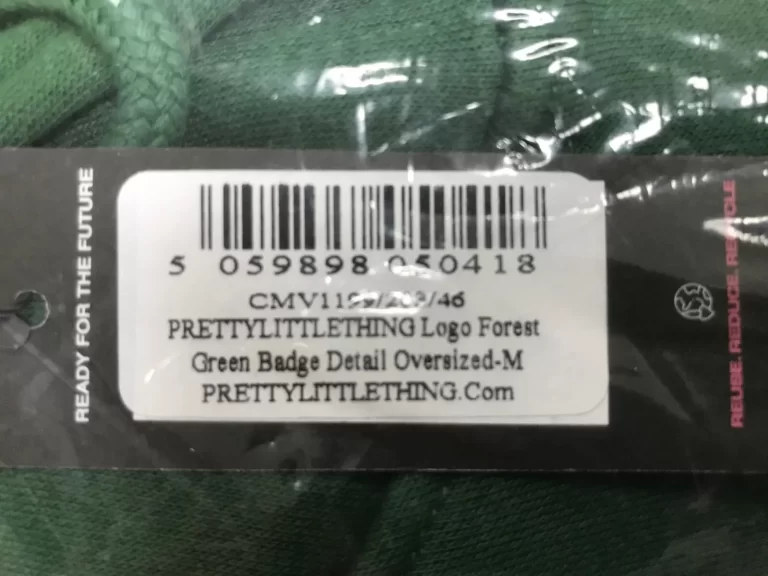 READY FOR THE FUTURE
5 059898 050418
PRETTYLITTLETHING Logo Forest
Green Badge Detail Oversized-M
PRETTYLITTLETHING.Com
REUSE. REDUCE. RECYCLE